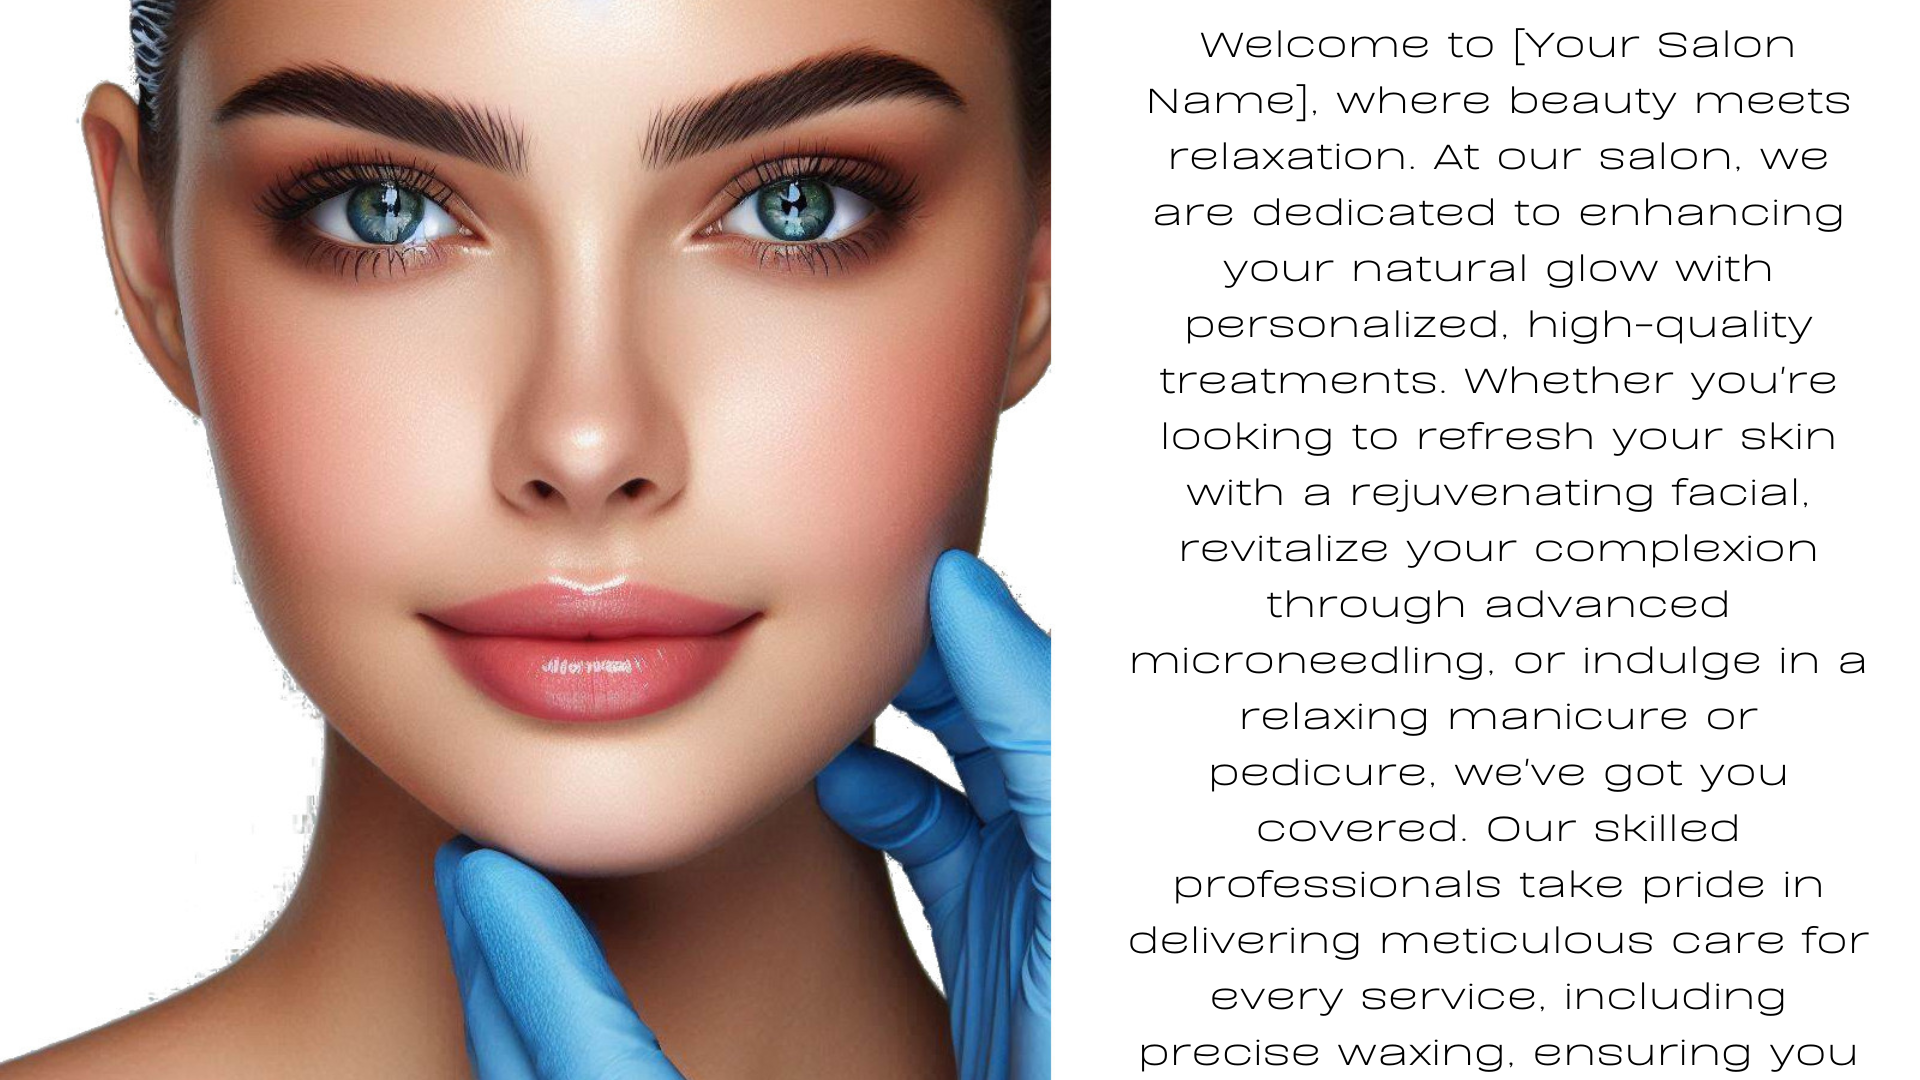 Welcome to [Your Salon
Name], where beauty meets
relaxation. At our salon, we
are dedicated to enhancing
your natural glow with
personalized, high-quality
treatments. Whether you're
looking to refresh your skin
with a rejuvenating facial,
revitalize your complexion
through advanced
microneedling, or indulge in a
relaxing manicure or
pedicure, we've got you
covered. Our skilled
professionals take pride in
delivering meticulous care for
every service, including
precise waxing, ensuring you